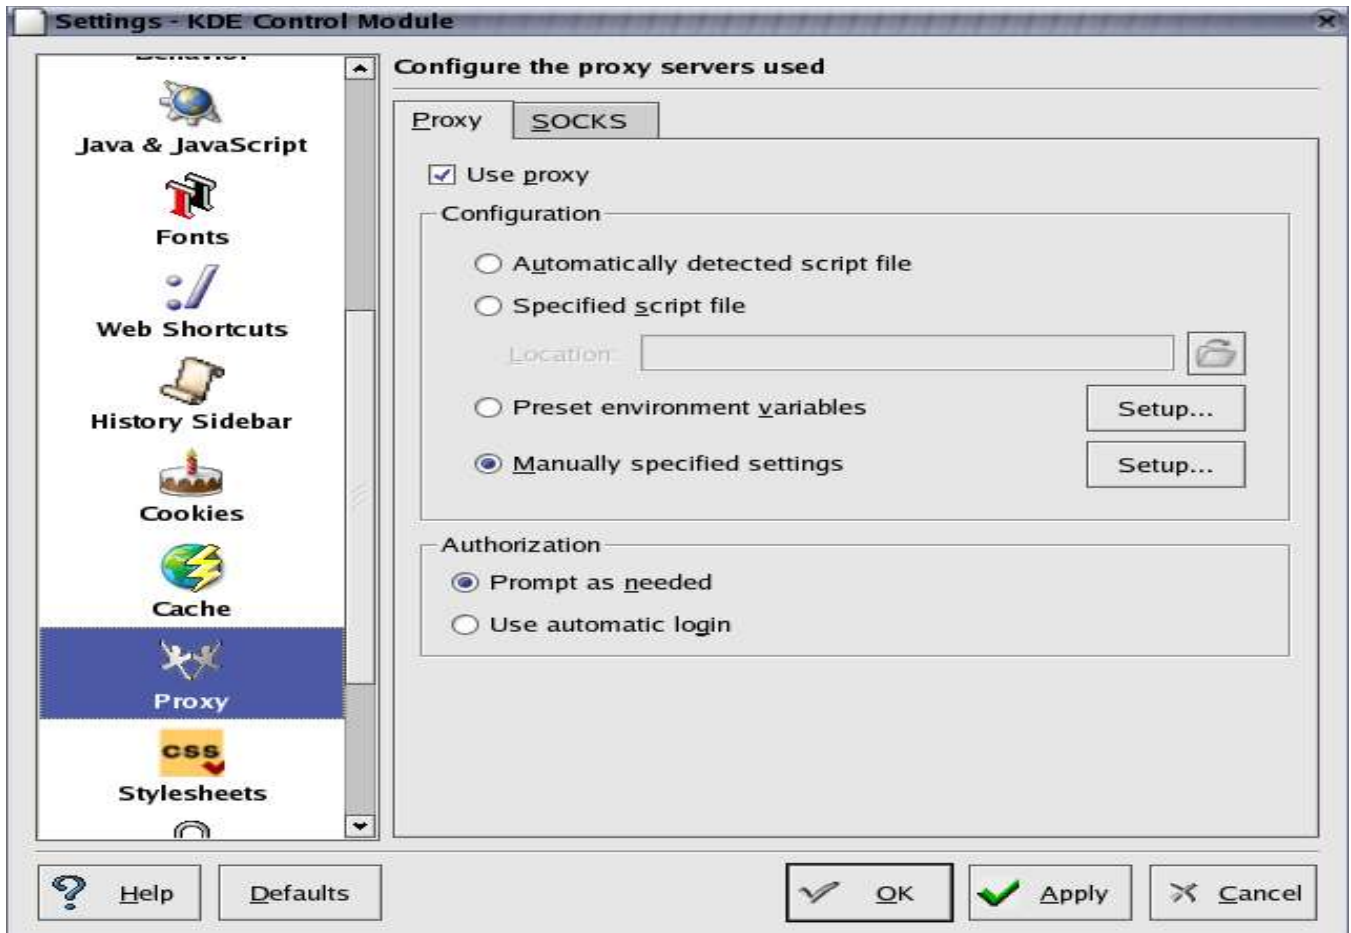 Settings - KDE Control Module
Behavior
Java & JavaScript
Fonts
Web Shortcuts
History Sidebar
Cookies
Cache
Proxy
CSS
Stylesheets
Configure the proxy servers used
Proxy
SOCKS
Use proxy
Configuration
Automatically detected script file
Specified script file
Location:
Preset environment variables
Setup...
Manually specified settings
Setup...
Authorization
Prompt as needed
Use automatic login
Help
Defaults
OK
Apply
Cancel